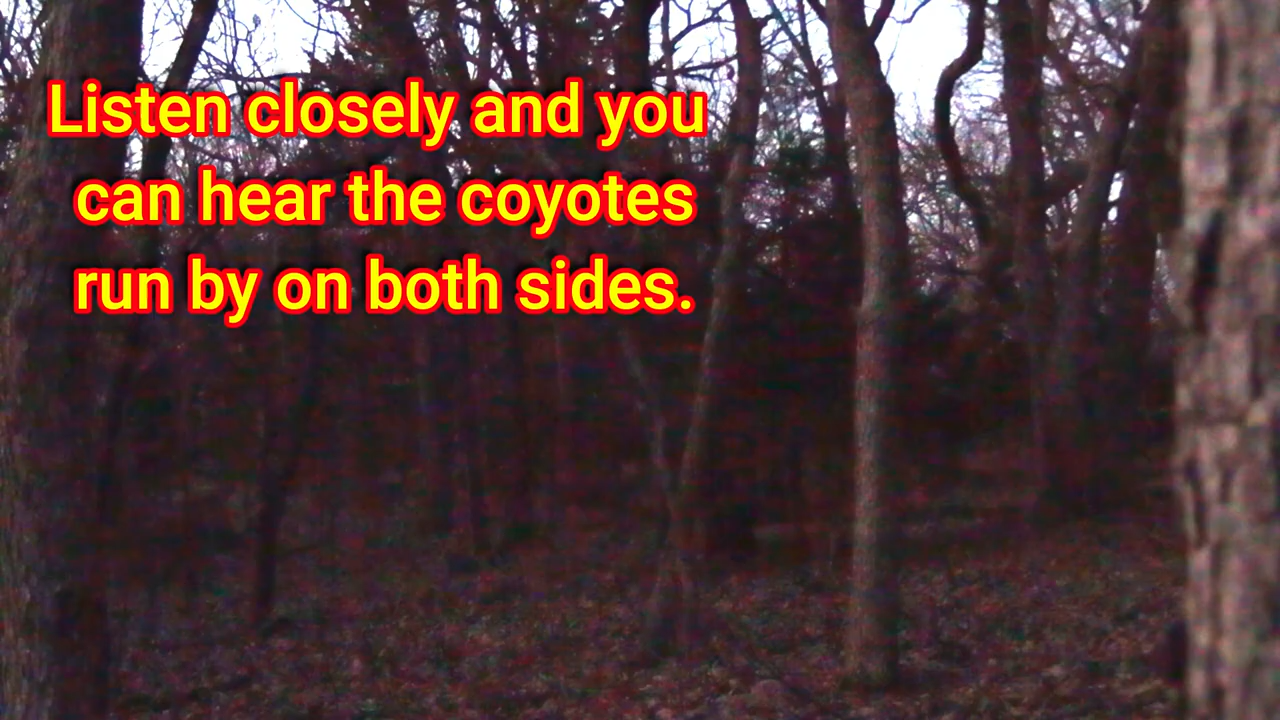 Listen closely and you
can hear the coyotes
run by on both sides.